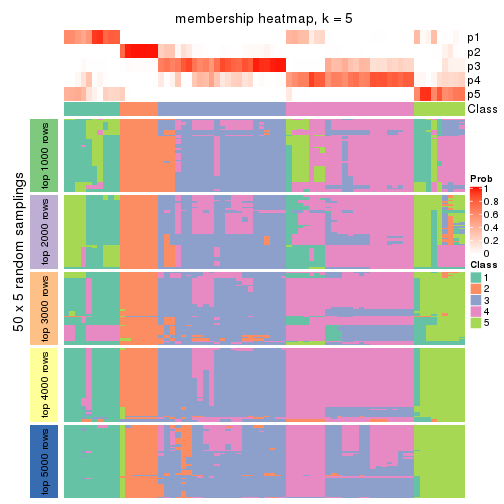 membership heatmap, k = 5
p1
p2
p3
p4
p5
Class
50 x 5 random samplings
top 1000 rows
top 2000 rows
top 3000 rows
top 4000 rows
top 5000 rows
Prob
1
0.8
0.6
0.4
0.2
0
Class
1
2
3
4
5